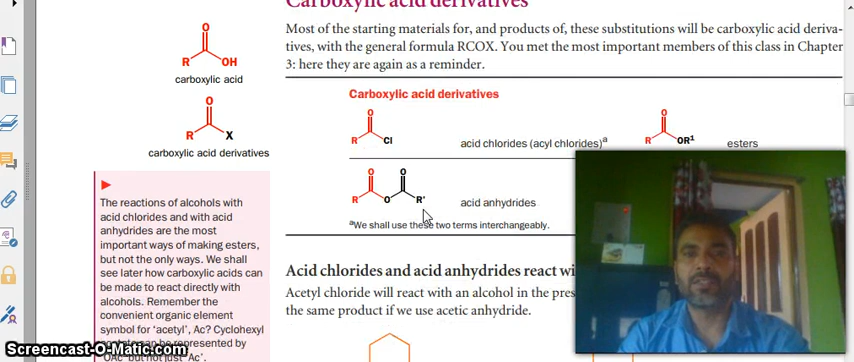 Carboxylic acid derivatives
Most of the starting materials for, and products of, these substitutions will be carboxylic acid deriva-
tives, with the general formula RCOX. You met the most important members of this class in Chapter
3: here they are again as a reminder.
O
R
OH
carboxylic acid
O
R
X
carboxylic acid derivatives
Carboxylic acid derivatives
O
R
Cl
acid chlorides (acyl chlorides)a
O
R
OR1
esters
O
O
R
O
R'
acid anhydrides
aWe shall use these two terms interchangeably.
The reactions of alcohols with
acid chlorides and with acid
anhydrides are the most
important ways of making esters,
but not the only ways. We shall
see later how carboxylic acids can
be made to react directly with
alcohols. Remember the
convenient organic element
symbol for 'acetyl', Ac? Cyclohexyl
can be represented by
'OAc' but not just 'Ac'.
Acid chlorides and acid anhydrides react
Acetyl chloride will react with an alcohol in the
the same product if we use acetic anhydride.
Screencast-O-Matic.com